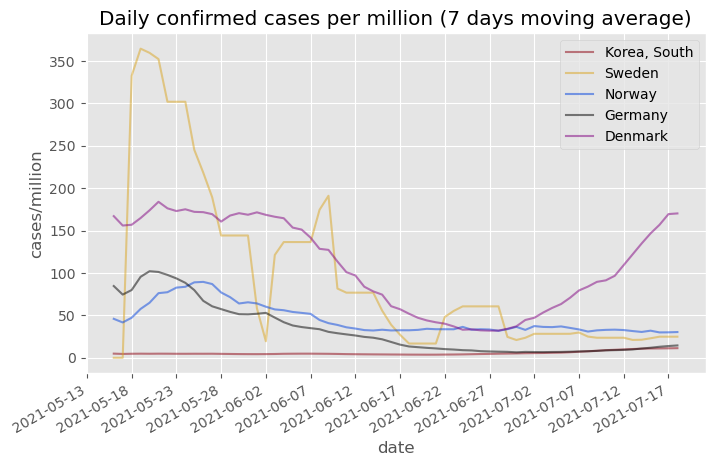 Daily confirmed cases per million (7 days moving average)
Korea, South
Sweden
Norway
Germany
Denmark
cases/million
350
300
250
200
150
100
50
0
2021-05-13
2021-05-18
2021-05-23
2021-05-28
2021-06-02
2021-06-07
2021-06-12
2021-06-17
2021-06-22
2021-06-27
2021-07-02
2021-07-07
2021-07-12
2021-07-17
date